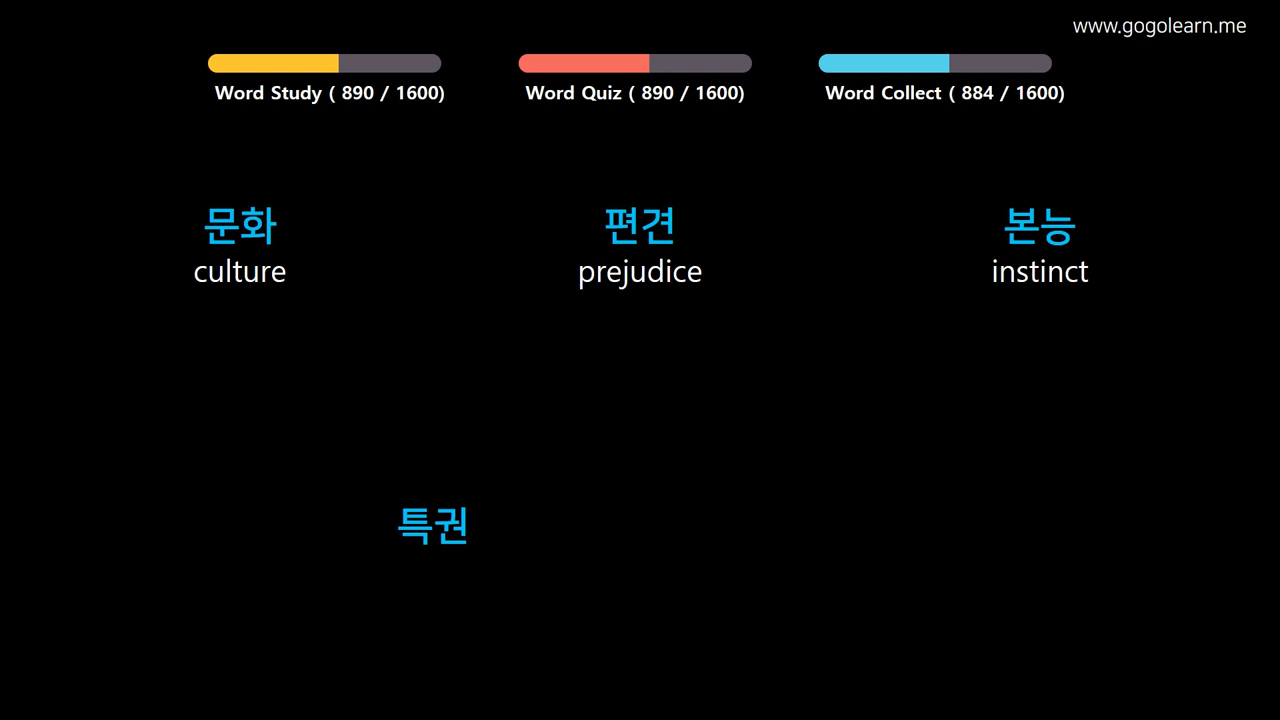 www.gogolearn.me
Word Study ( 890 / 1600)
Word Quiz ( 890 / 1600)
Word Collect ( 884 / 1600)
문화
culture
편견
prejudice
본능
instinct
특권